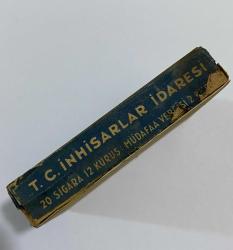 T. C. İNHİSARLAR İDARESİ
20 SİGARA 12 KURUŞ. MÜDAFAA VERGİSİ 2